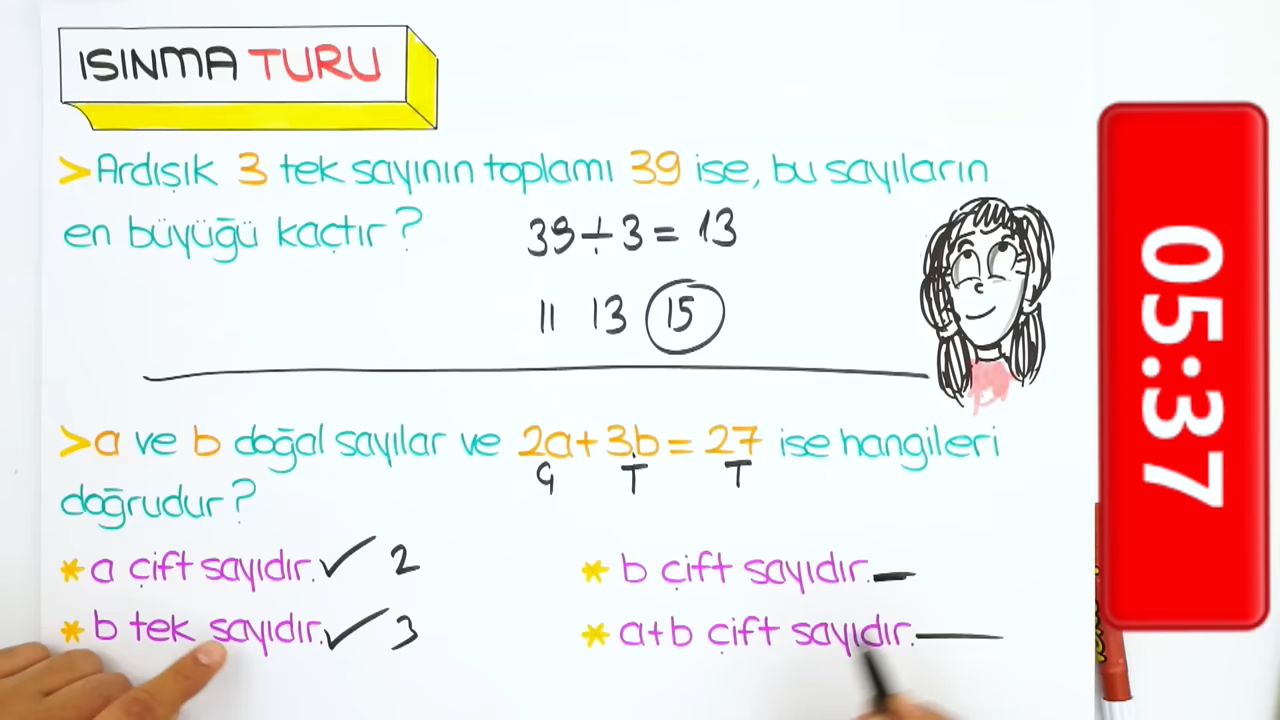 ISINMA TURU
>Ardışık 3 tek sayının toplamı 39 ise, bu sayıların
en büyüğü kaçtır?
39÷3=13
11 13 15
>a ve b doğal sayılar ve 2a+3b=27 ise hangileri
Ç T T
doğrudur?
* a çift sayıdır. ✓ 2
* b çift sayıdır. –
* b tek sayıdır. ✓ 3
* a+b çift sayıdır. —
05:37